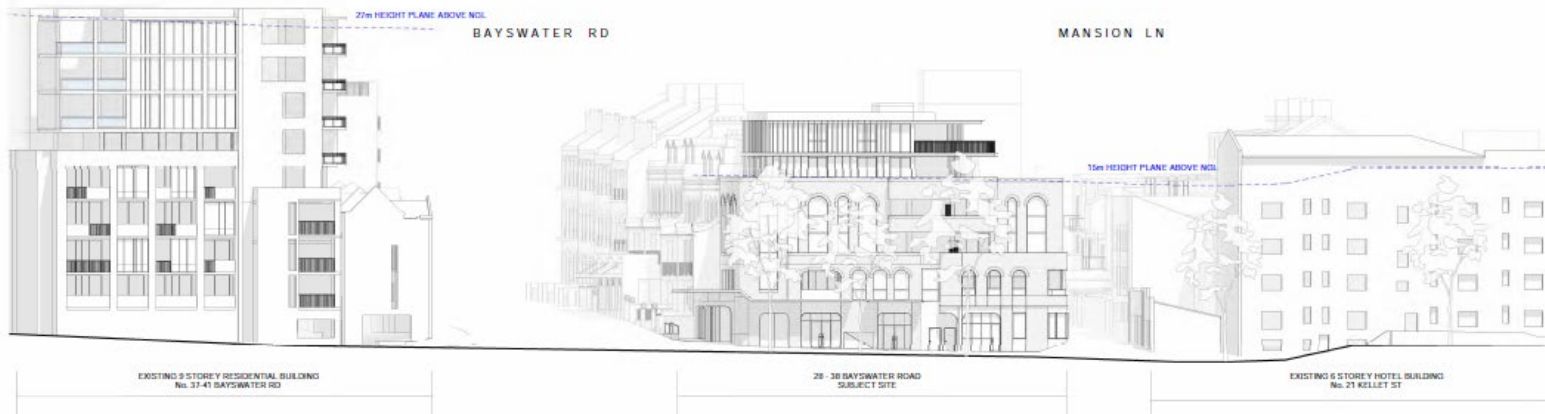 27m HEIGHT PLANE ABOVE NGL
BAYSWATER RD
MANSION LN
15m HEIGHT PLANE ABOVE NGL
EXISTING 9 STOREY RESIDENTIAL BUILDING
No. 37-41 BAYSWATER RD
28 - 38 BAYSWATER ROAD
SUBJECT SITE
EXISTING 6 STOREY HOTEL BUILDING
No. 21 KELLET ST